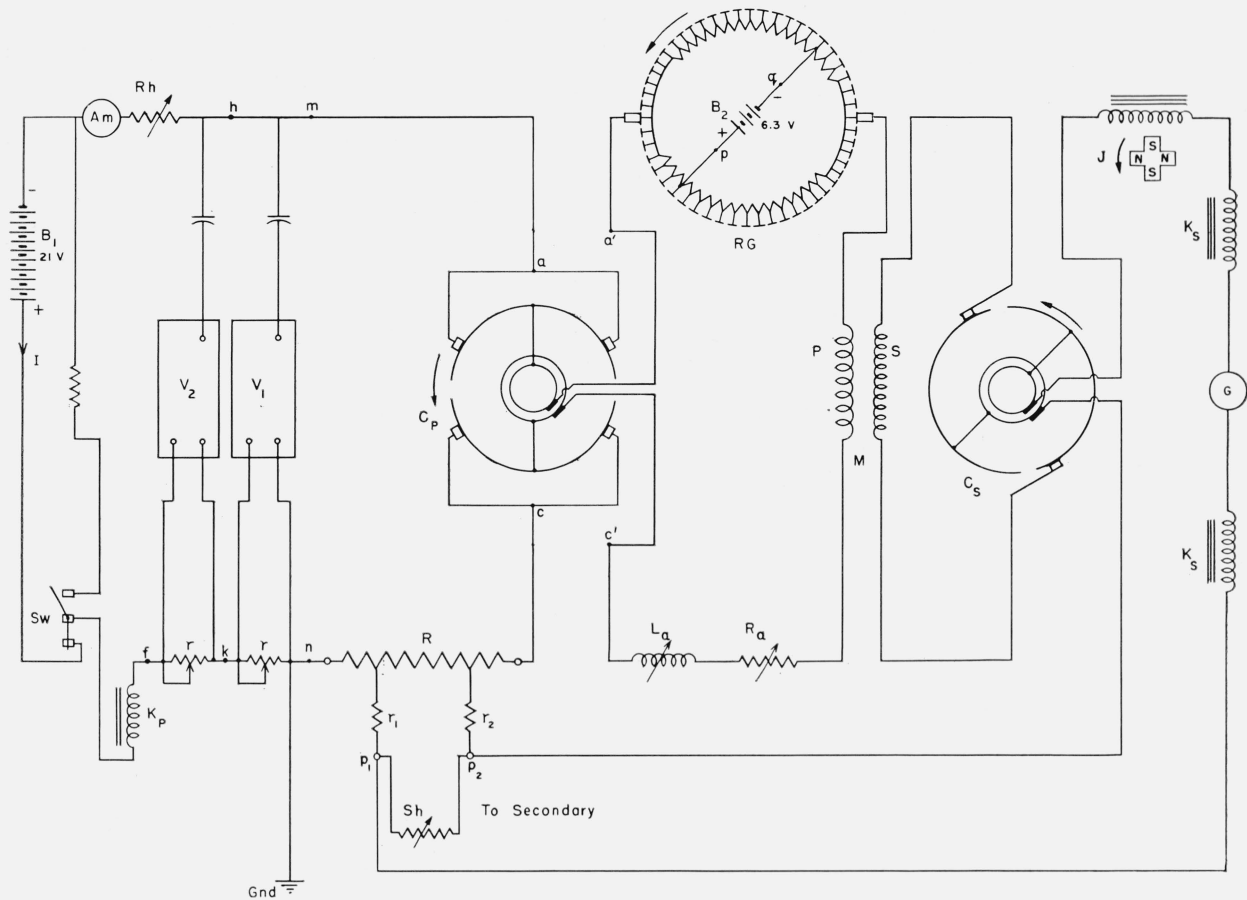 Rh
h
m
Am
q
B2
-
6.3 V
+
p
RG
J
S
N N
S
Ks
-
B1
21 V
+
I
a'
a
V2
V1
Cp
P
S
M
Cs
G
c
c'
Ks
Sw
f
r
k
r
n
R
La
Ra
Kp
r1
r2
p1
p2
Sh
To Secondary
Gnd